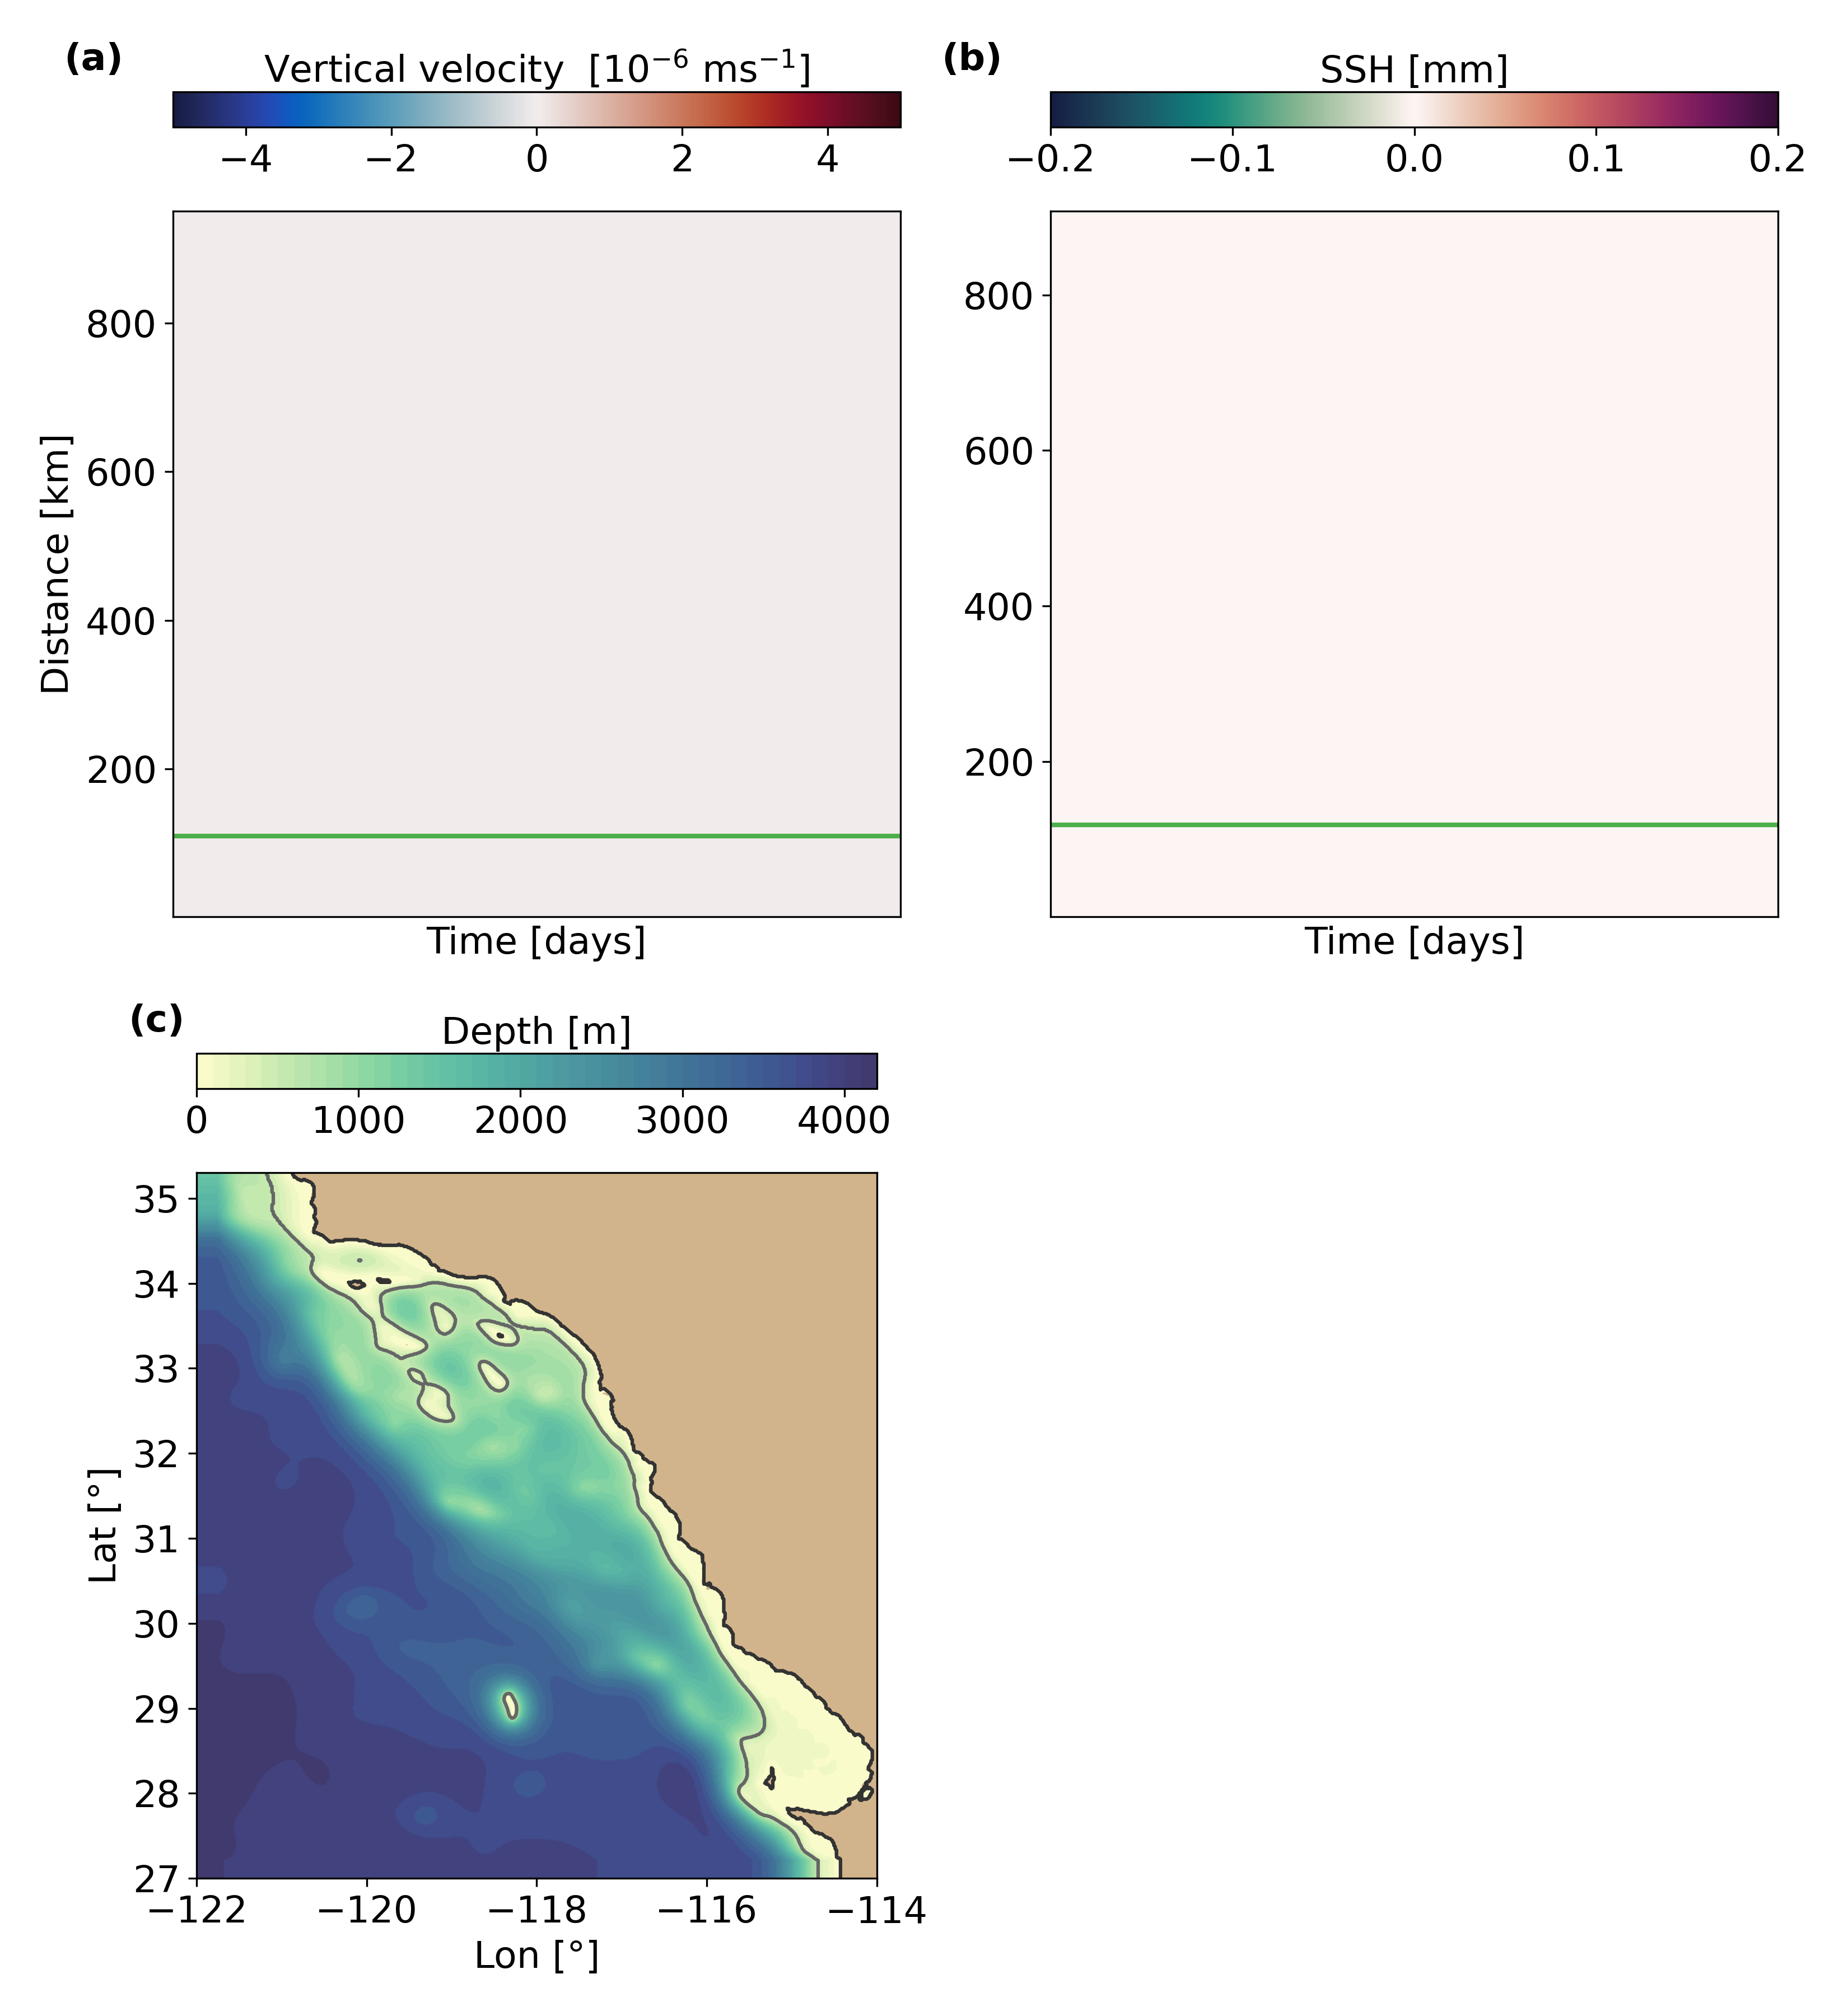 (a)
Vertical velocity [10⁻⁶ ms⁻¹]
−4 −2 0 2 4
(b)
SSH [mm]
−0.2 −0.1 0.0 0.1 0.2
Distance [km]
800
600
400
200
Time [days]
800
600
400
200
Time [days]
(c)
Depth [m]
0 1000 2000 3000 4000
Lat [°]
35
34
33
32
31
30
29
28
27
−122 −120 −118 −116 −114
Lon [°]